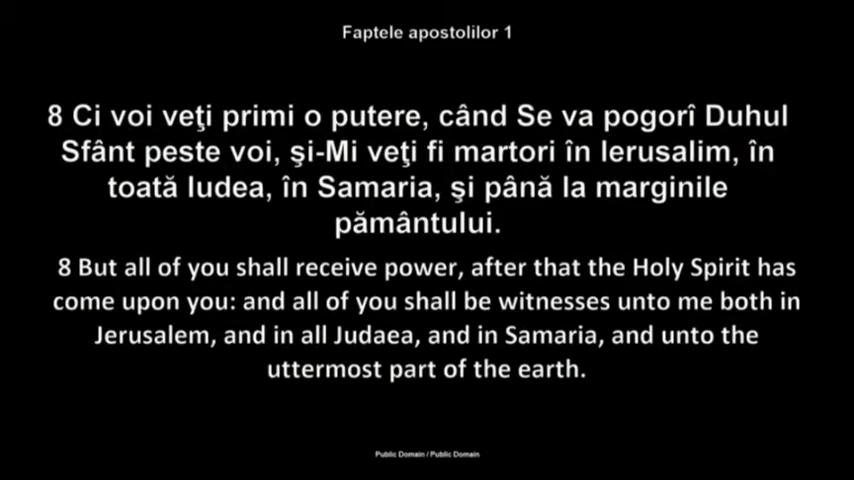 Faptele apostolilor 1
8 Ci voi veţi primi o putere, când Se va pogorî Duhul
Sfânt peste voi, şi-Mi veţi fi martori în Ierusalim, în
toată Iudea, în Samaria, şi până la marginile
pământului.
8 But all of you shall receive power, after that the Holy Spirit has
come upon you: and all of you shall be witnesses unto me both in
Jerusalem, and in all Judaea, and in Samaria, and unto the
uttermost part of the earth.
Public Domain / Public Domain